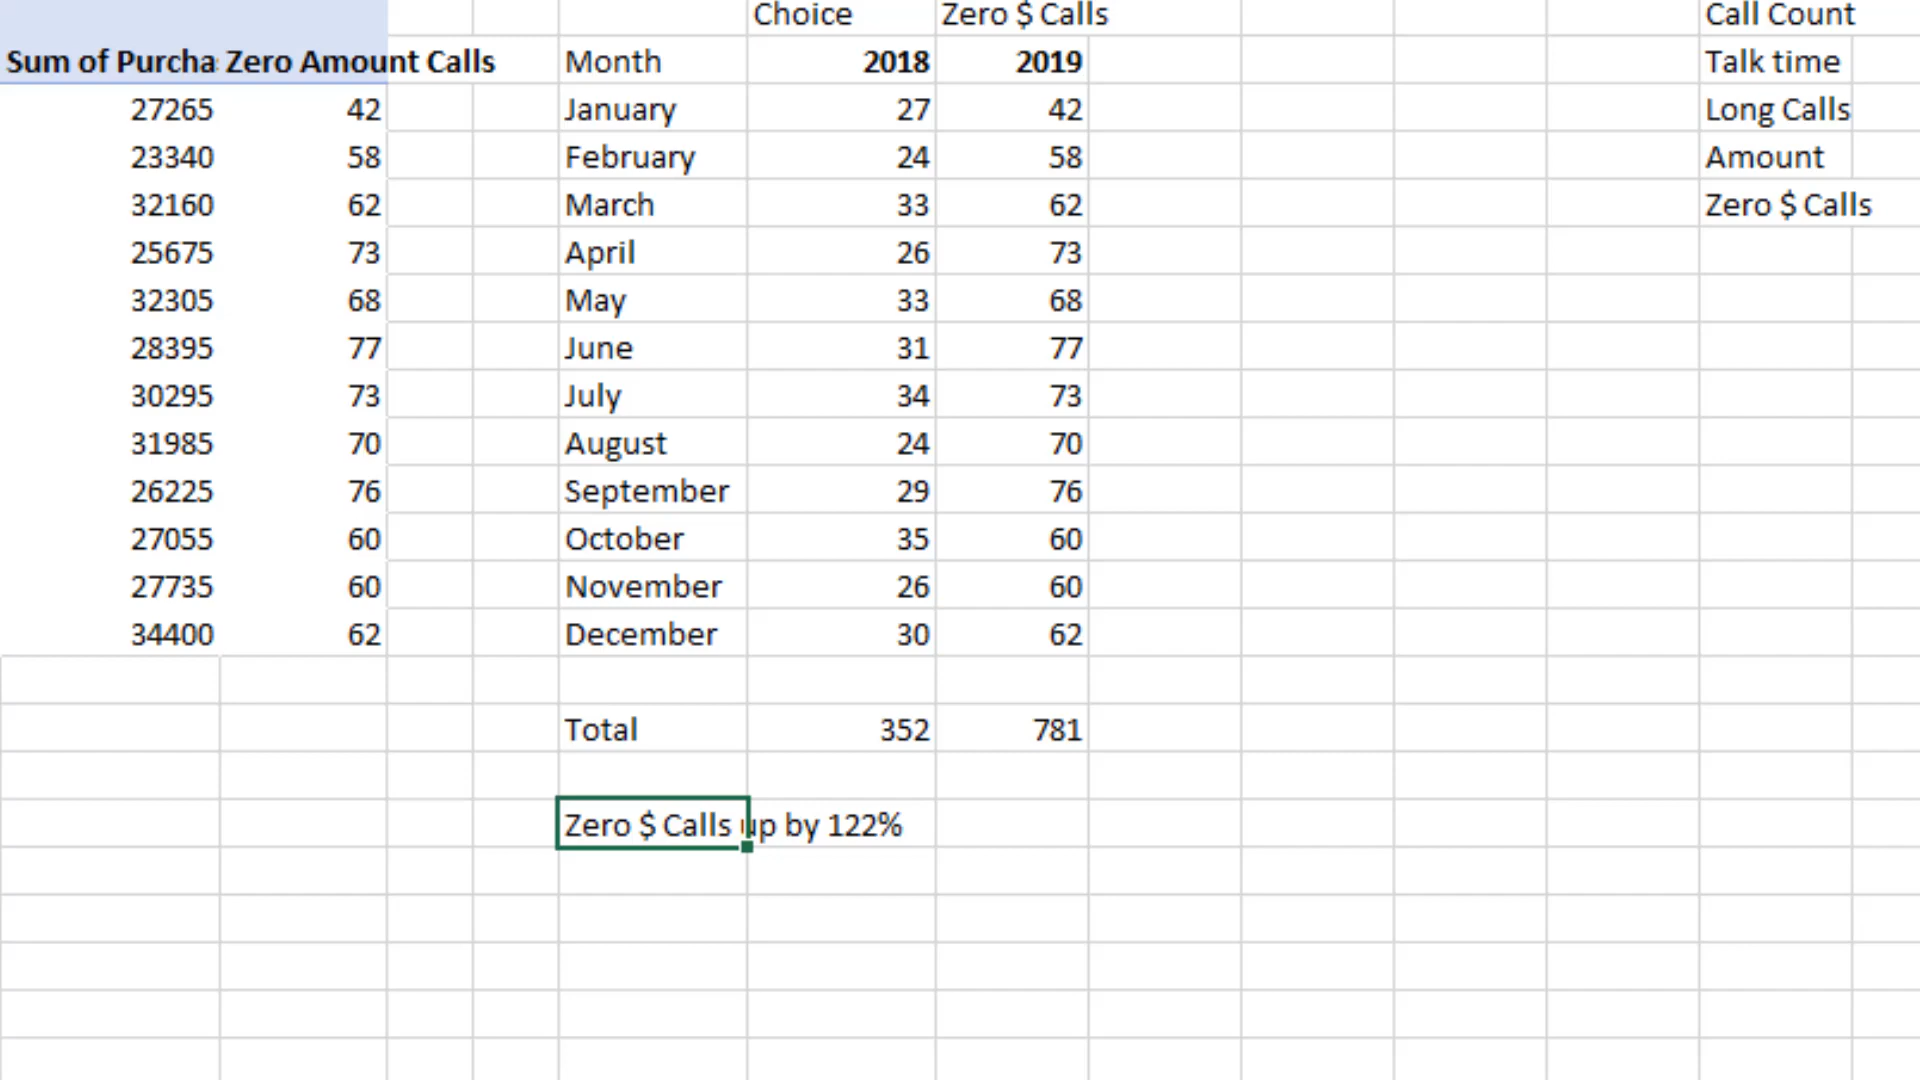 Choice Zero $ Calls Call Count
Sum of Purcha Zero Amount Calls Month 2018 2019 Talk time
27265 42 January 27 42 Long Calls
23340 58 February 24 58 Amount
32160 62 March 33 62 Zero $ Calls
25675 73 April 26 73
32305 68 May 33 68
28395 77 June 31 77
30295 73 July 34 73
31985 70 August 24 70
26225 76 September 29 76
27055 60 October 35 60
27735 60 November 26 60
34400 62 December 30 62
Total 352 781
Zero $ Calls up by 122%